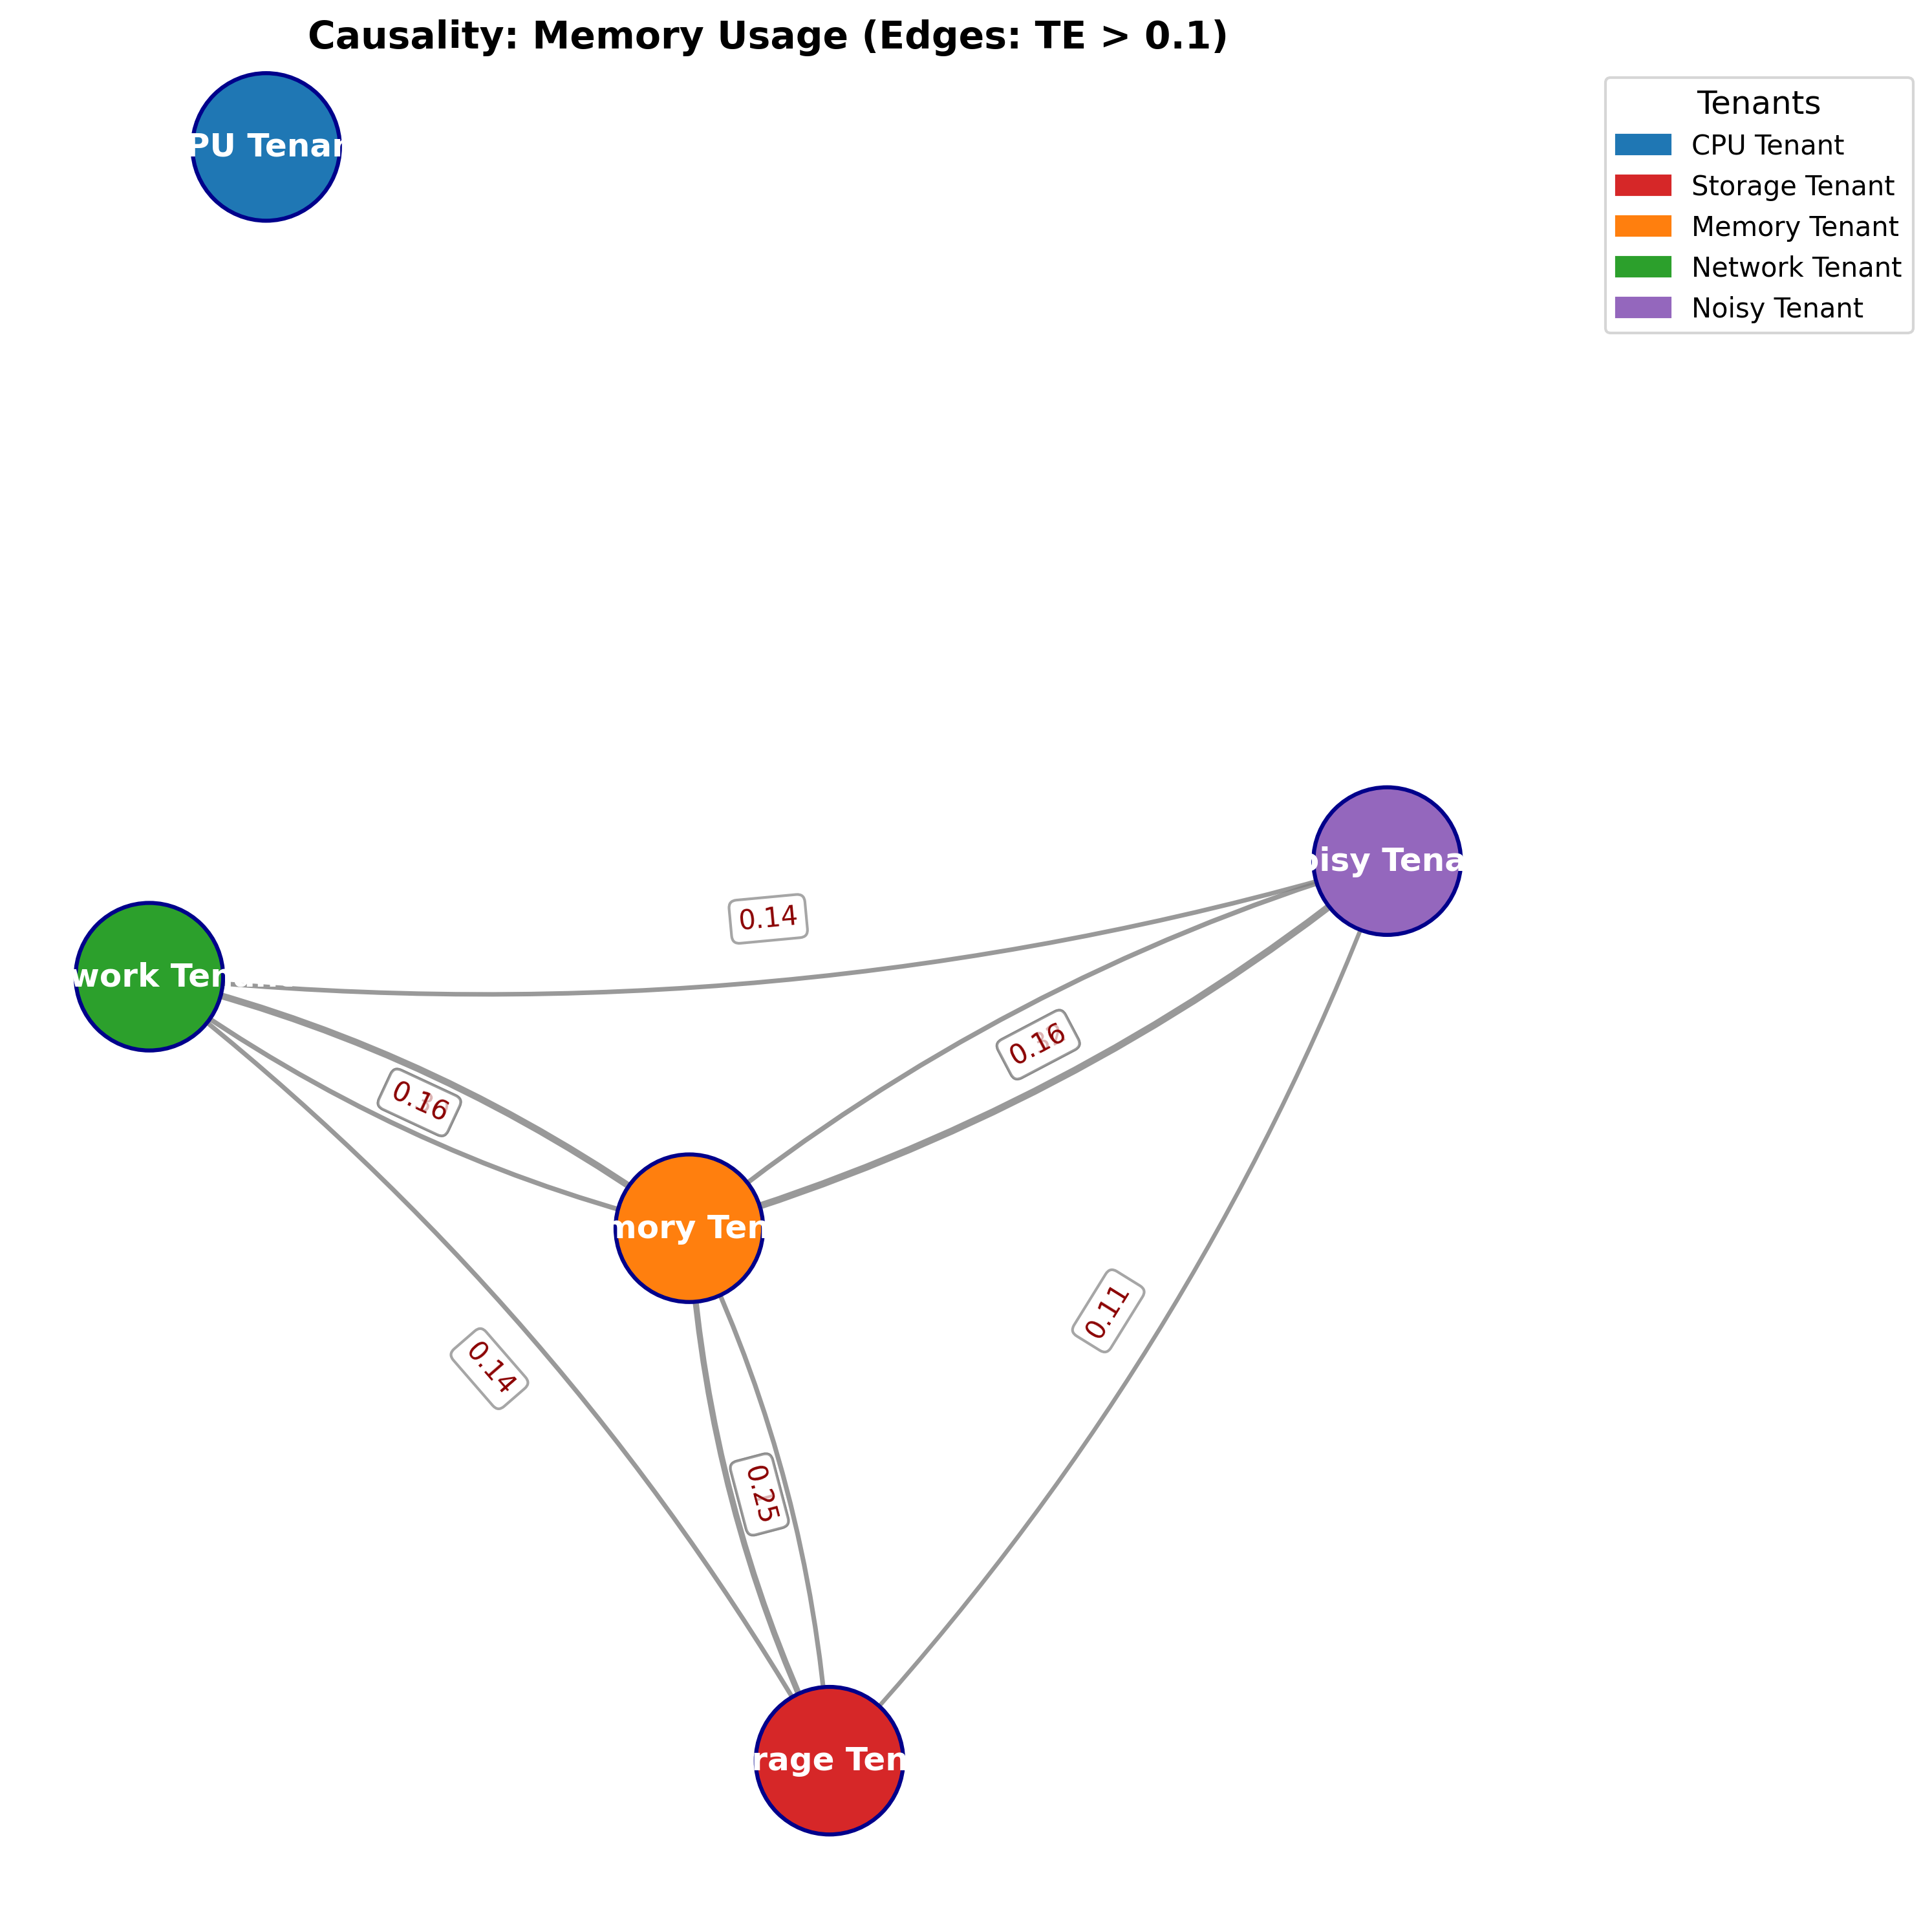 Causality: Memory Usage (Edges: TE > 0.1)
PU Tenan
Tenants
CPU Tenant
Storage Tenant
Memory Tenant
Network Tenant
Noisy Tenant
oisy Tena
0.14
work Tenant
0.16
0.16
mory Ten
0.11
0.14
0.25
rage Ten